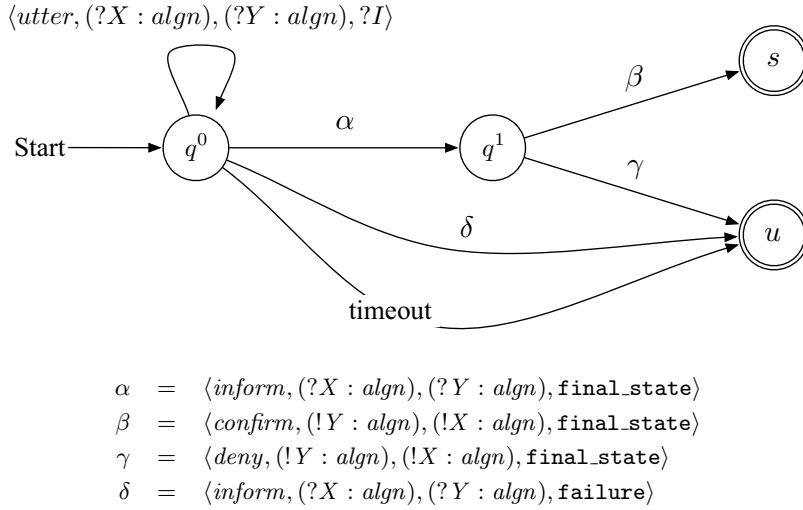 ⟨utter, (?X : algn), (?Y : algn), ?I⟩
s
β
α
Start
q⁰
q¹
γ
δ
u
timeout
α = ⟨inform, (?X : algn), (?Y : algn), final_state⟩
β = ⟨confirm, (!Y : algn), (!X : algn), final_state⟩
γ = ⟨deny, (!Y : algn), (!X : algn), final_state⟩
δ = ⟨inform, (?X : algn), (?Y : algn), failure⟩